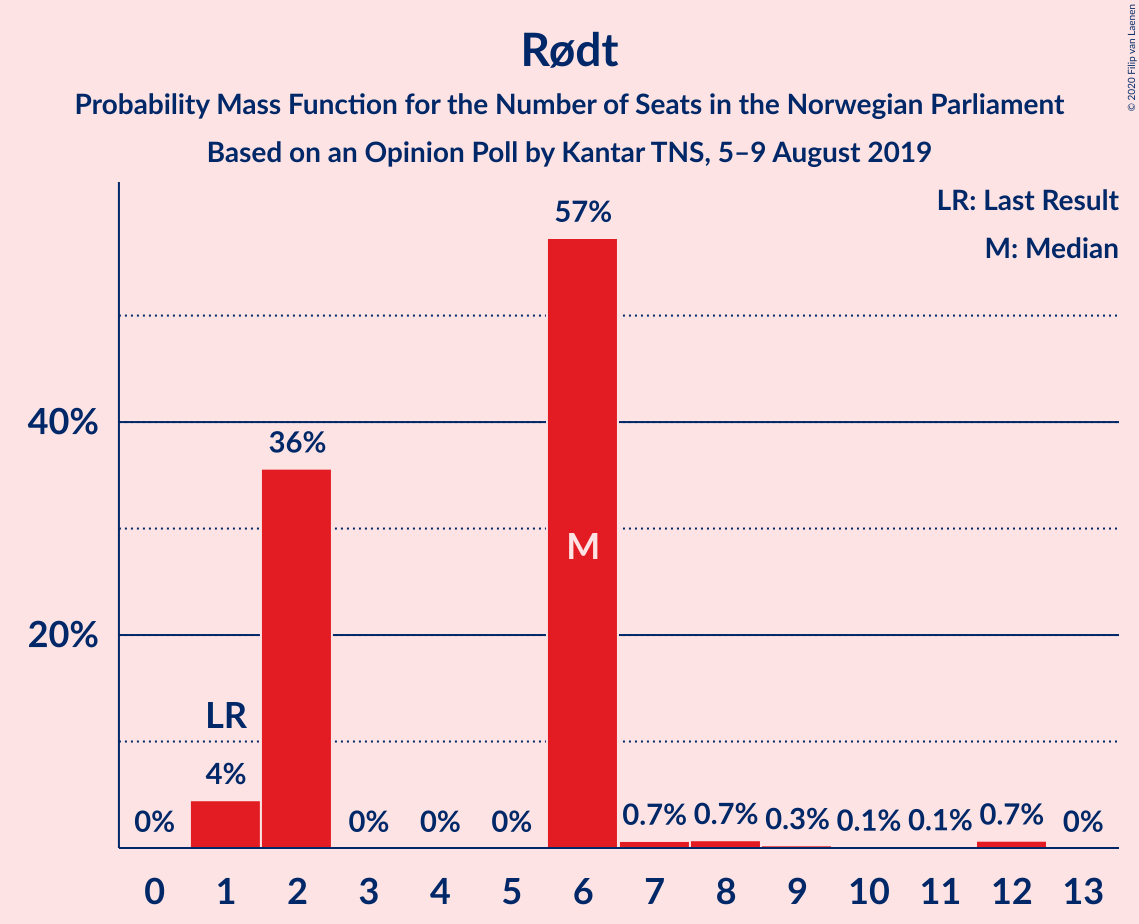 Rødt
Probability Mass Function for the Number of Seats in the Norwegian Parliament
Based on an Opinion Poll by Kantar TNS, 5–9 August 2019
© 2020 Filip van Laenen
LR: Last Result
M: Median
57%
40%
36%
M
20%
LR
4%
0% 0% 0% 0% 0.7% 0.7% 0.3% 0.1% 0.1% 0.7% 0%
0 1 2 3 4 5 6 7 8 9 10 11 12 13